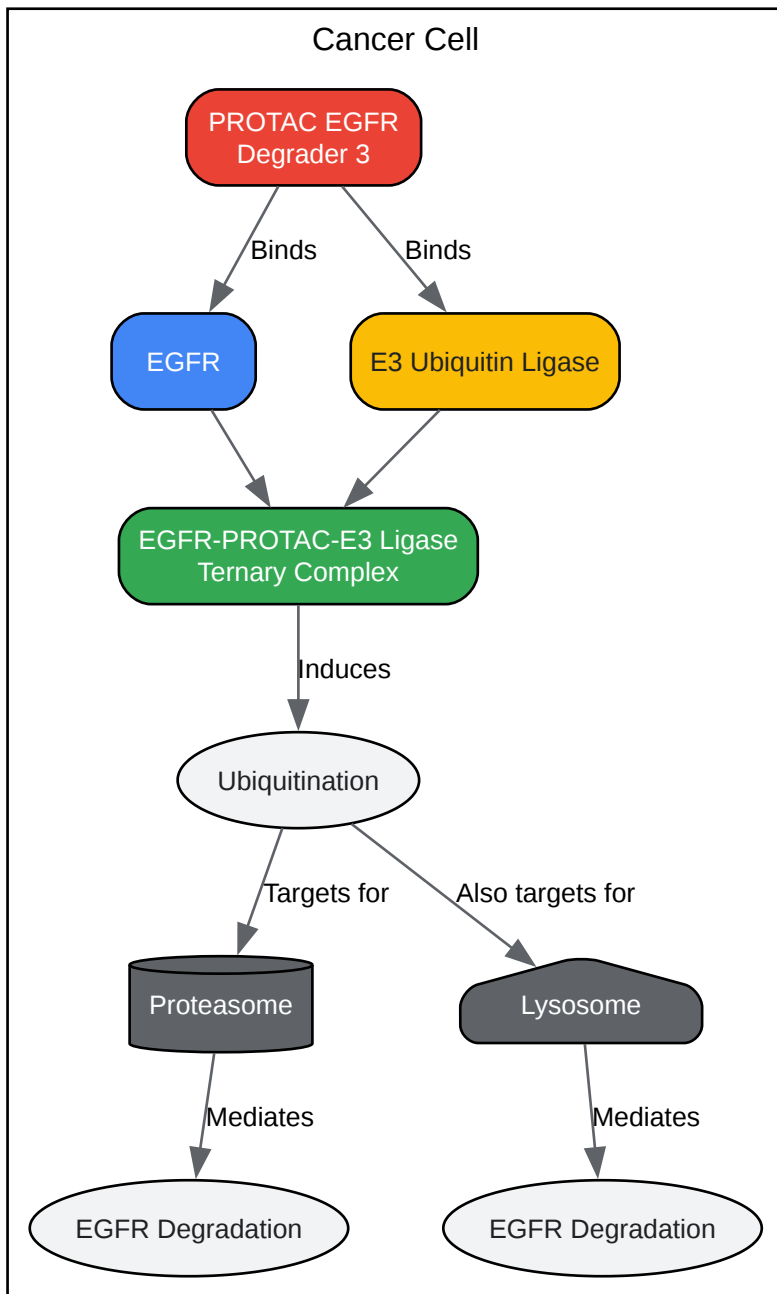 Cancer Cell
PROTAC EGFR
Degrader 3
Binds
Binds
EGFR
E3 Ubiquitin Ligase
EGFR-PROTAC-E3 Ligase
Ternary Complex
Induces
Ubiquitination
Targets for
Also targets for
Proteasome
Lysosome
Mediates
Mediates
EGFR Degradation
EGFR Degradation